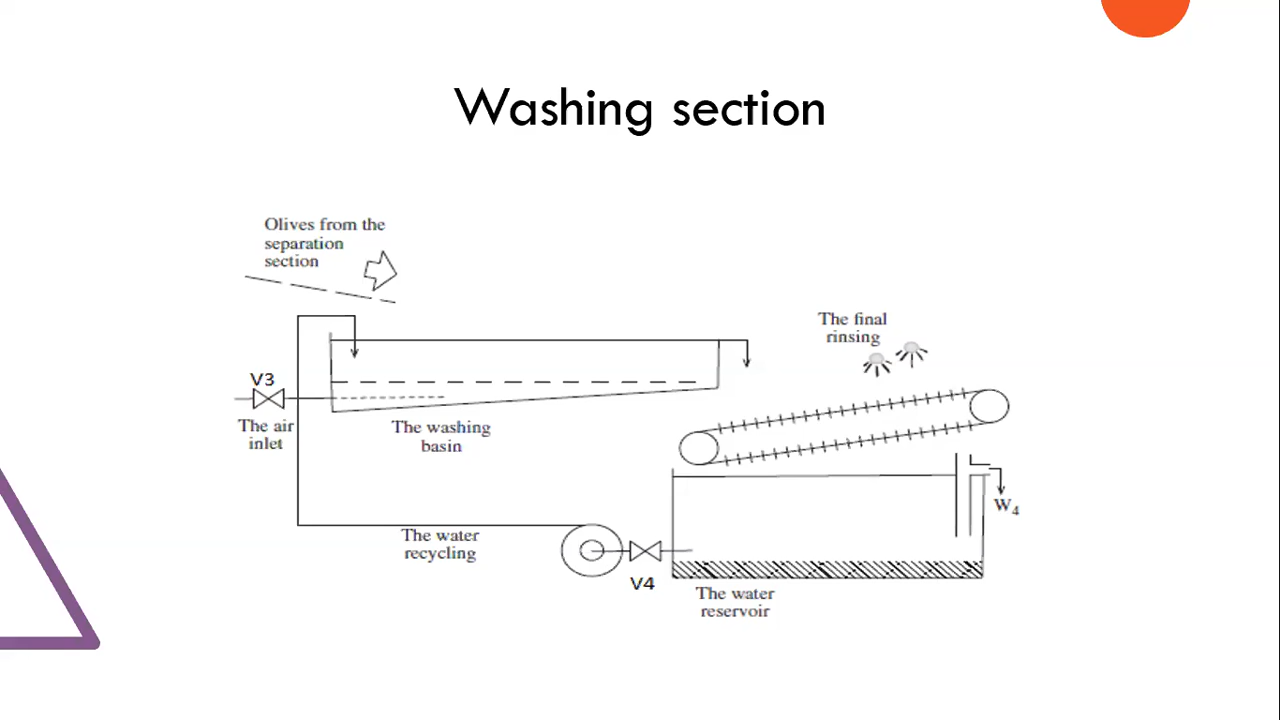 Washing section
Olives from the
separation
section
The final
rinsing
V3
The air
inlet
The washing
basin
W4
The water
recycling
V4
The water
reservoir